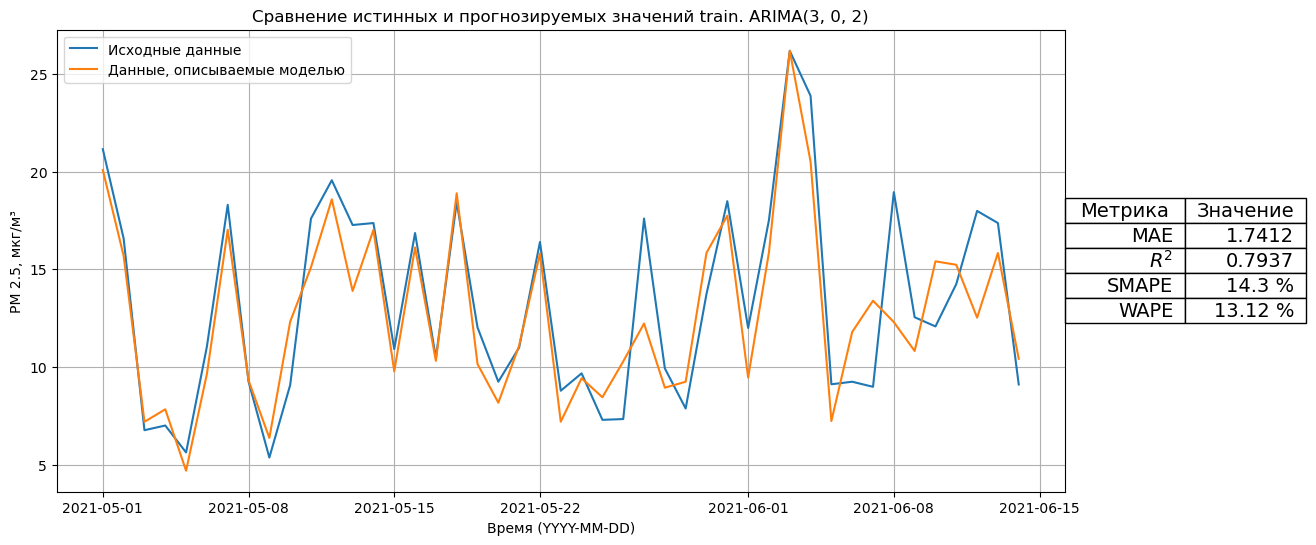 Сравнение истинных и прогнозируемых значений train. ARIMA(3, 0, 2)
Исходные данные
Данные, описываемые моделью
PM 2.5, мкг/м³
25
20
15
10
5
2021-05-01 2021-05-08 2021-05-15 2021-05-22 2021-06-01 2021-06-08 2021-06-15
Время (YYYY-MM-DD)
Метрика Значение
MAE 1.7412
R² 0.7937
SMAPE 14.3 %
WAPE 13.12 %